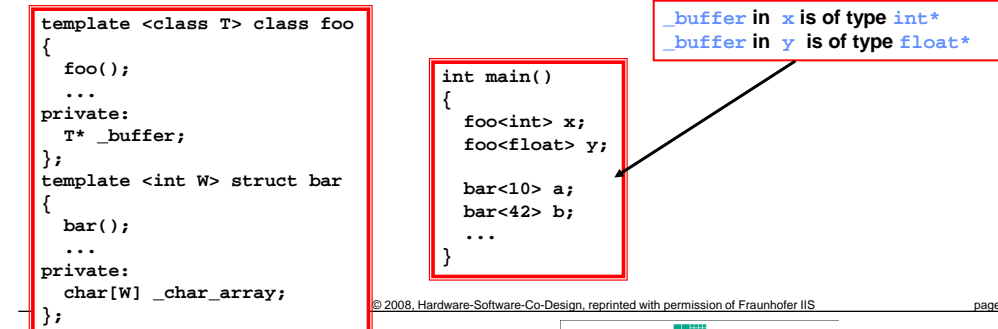 template <class T> class foo
{
foo();
...
private:
T* _buffer;
};
template <int W> struct bar
{
bar();
...
private:
char[W] _char_array;
};
int main()
{
foo<int> x;
foo<float> y;
bar<10> a;
bar<42> b;
...
}
_buffer in x is of type int*
_buffer in y is of type float*
© 2008, Hardware-Software-Co-Design, reprinted with permission of Fraunhofer IIS
page